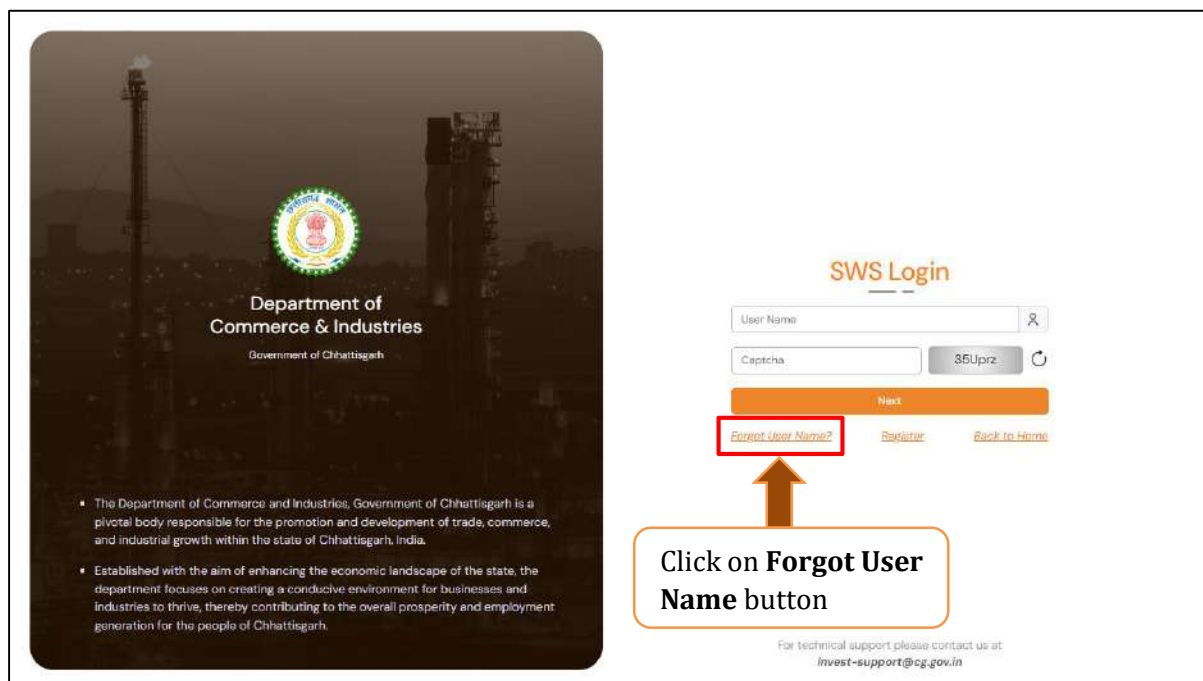 छत्तीसगढ़ शासन
Department of
Commerce & Industries
Government of Chhattisgarh
▪ The Department of Commerce and Industries, Government of Chhattisgarh is a
pivotal body responsible for the promotion and development of trade, commerce,
and industrial growth within the state of Chhattisgarh, India.
▪ Established with the aim of enhancing the economic landscape of the state, the
department focuses on creating a conducive environment for businesses and
industries to thrive, thereby contributing to the overall prosperity and employment
generation for the people of Chhattisgarh.
SWS Login
User Name
Captcha
35Uprz
Next
Forgot User Name?
Register
Back to Home
Click on Forgot User
Name button
For technical support please contact us at
invest-support@cg.gov.in